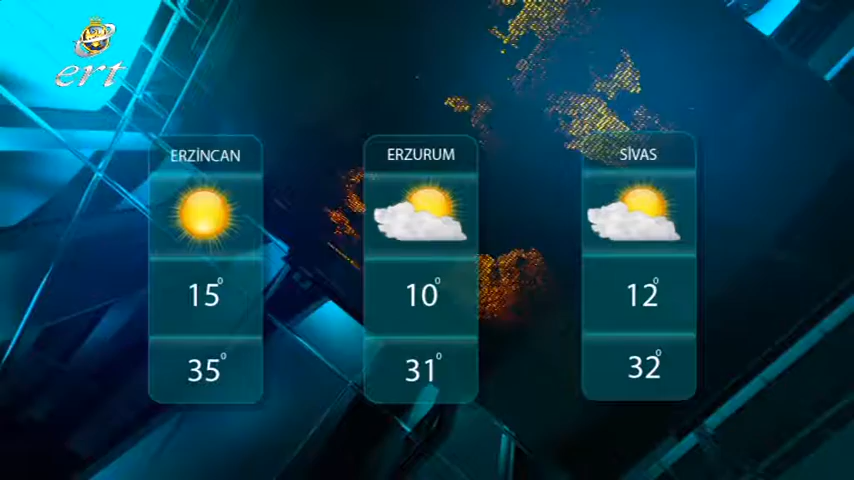 ert
ERZİNCAN
15°
35°
ERZURUM
10°
31°
SİVAS
12°
32°